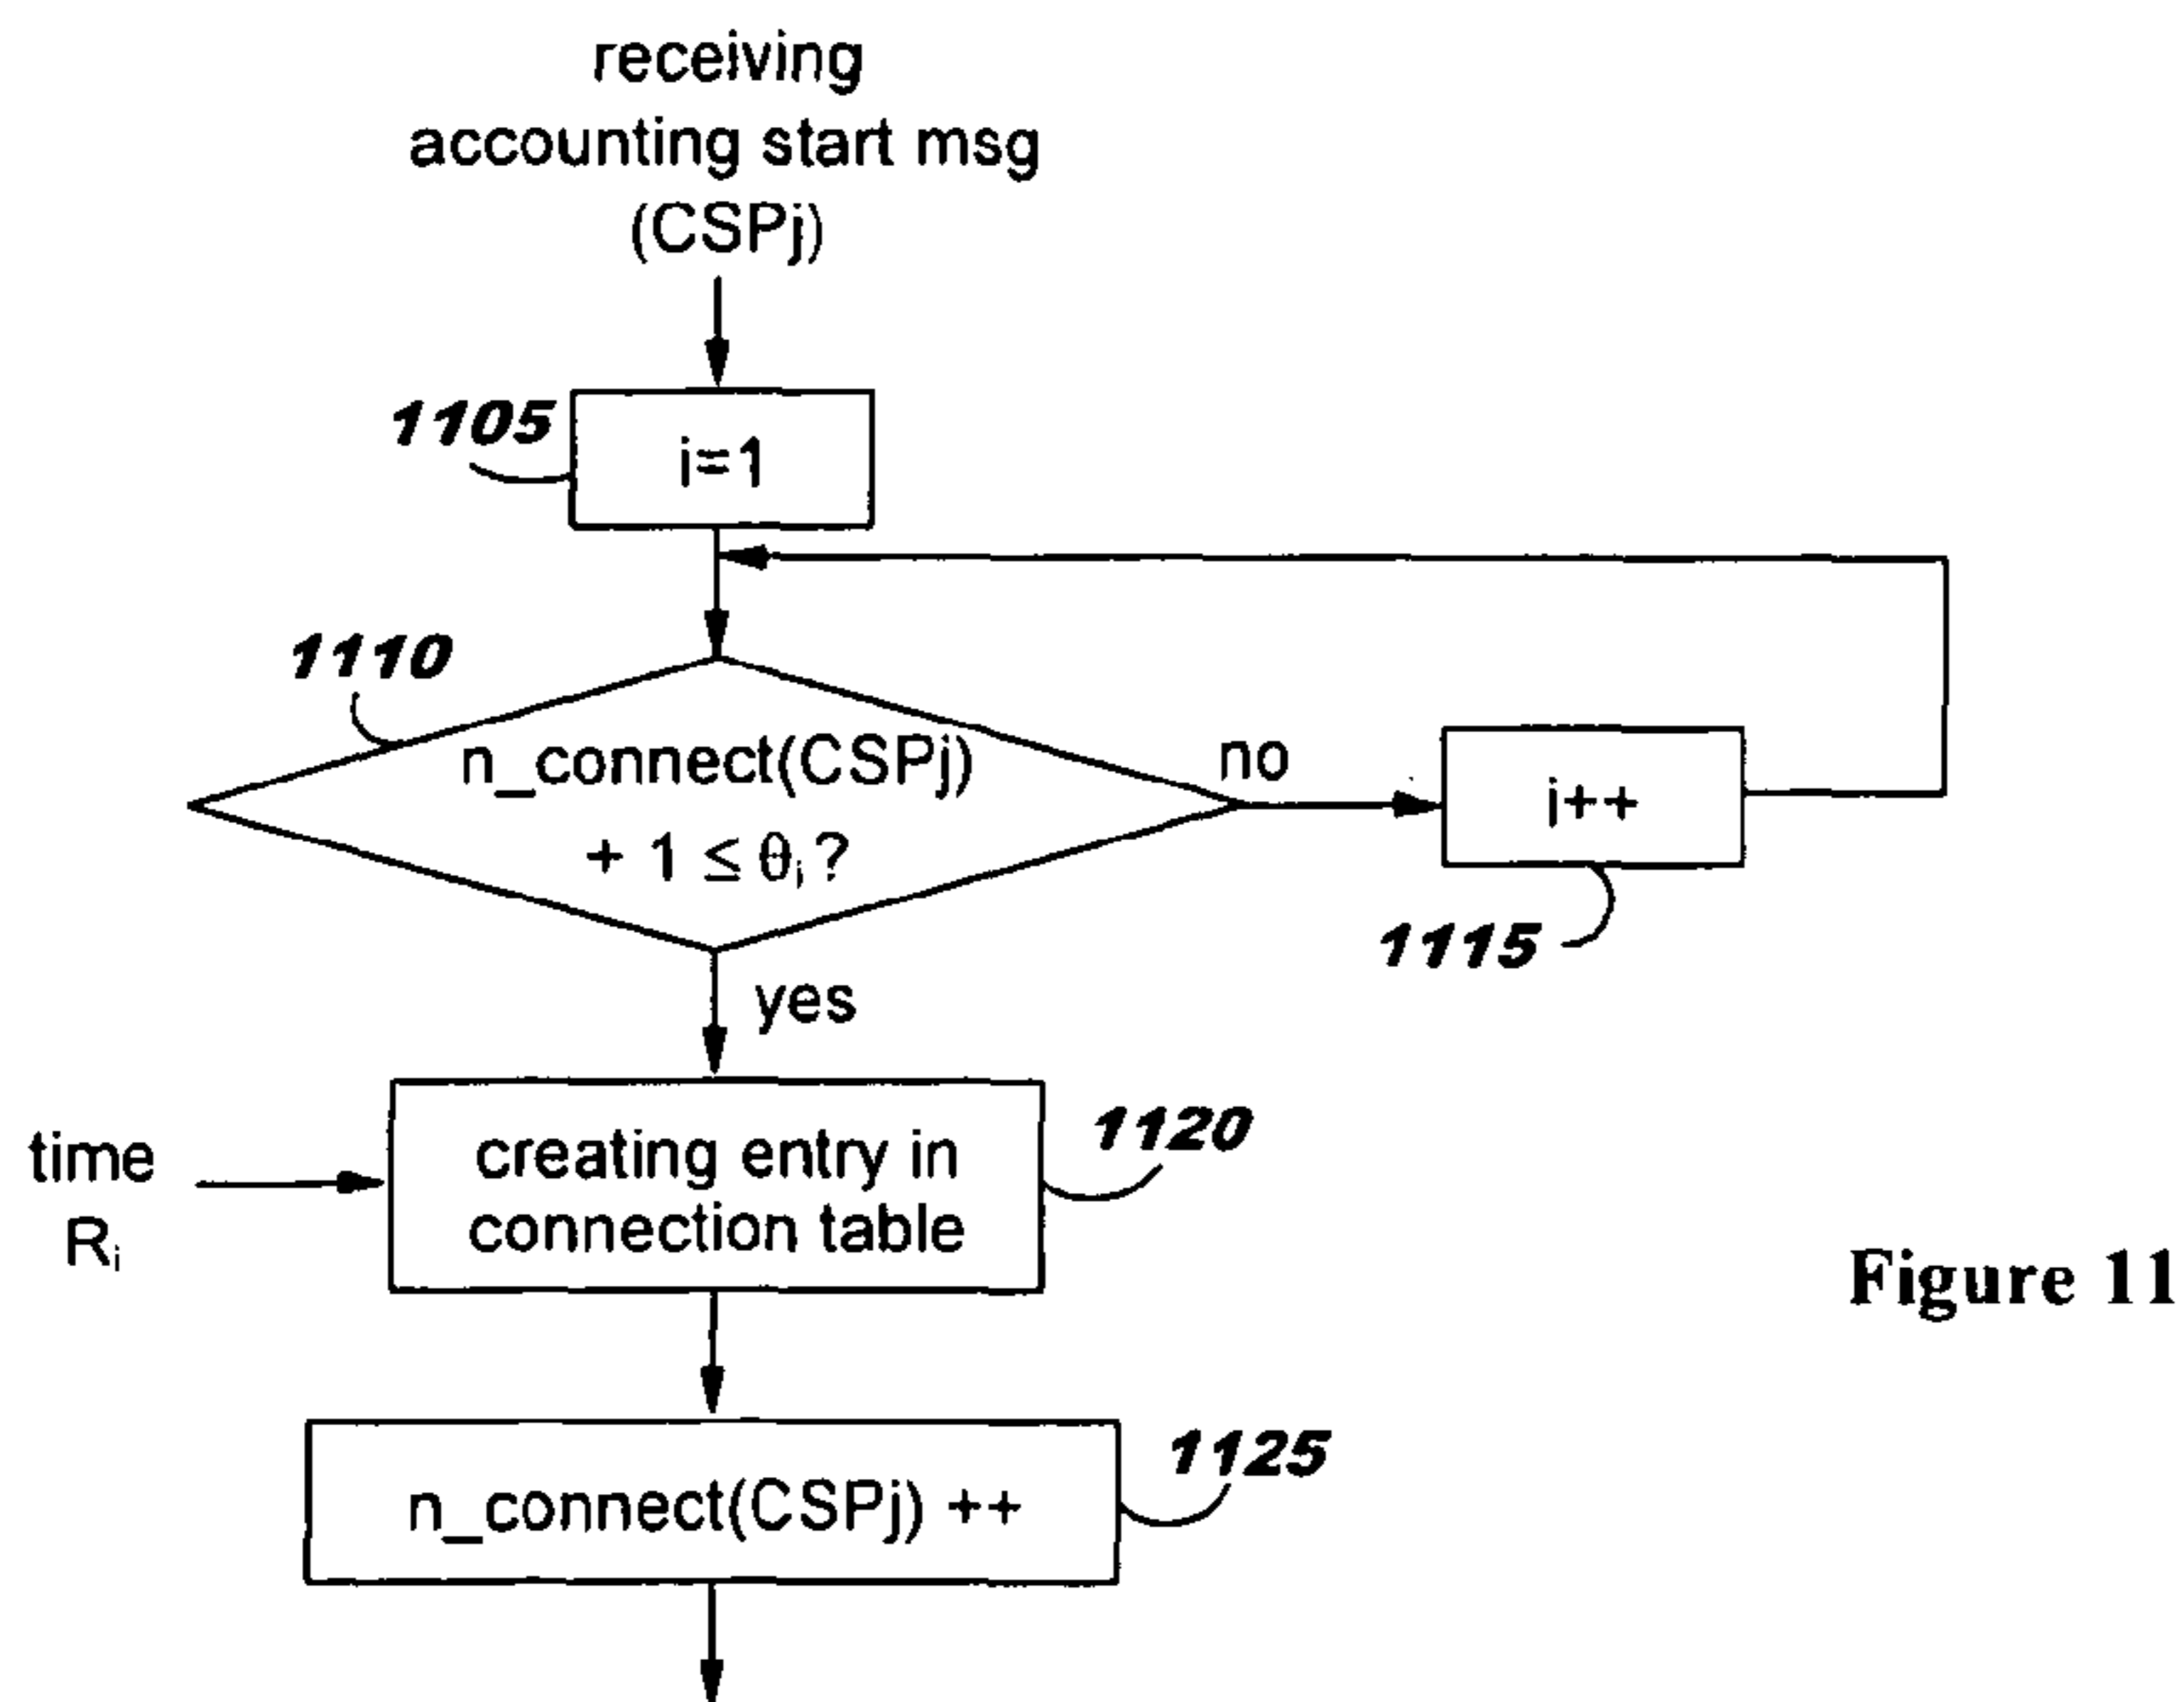 receiving
accounting start msg
(CSPj)
1105
i=1
1110
n_connect(CSPj)
+ 1 ≤ θi ?
no
i++
1115
yes
time
Ri
creating entry in
connection table
1120
Figure 11
n_connect(CSPj) ++
1125